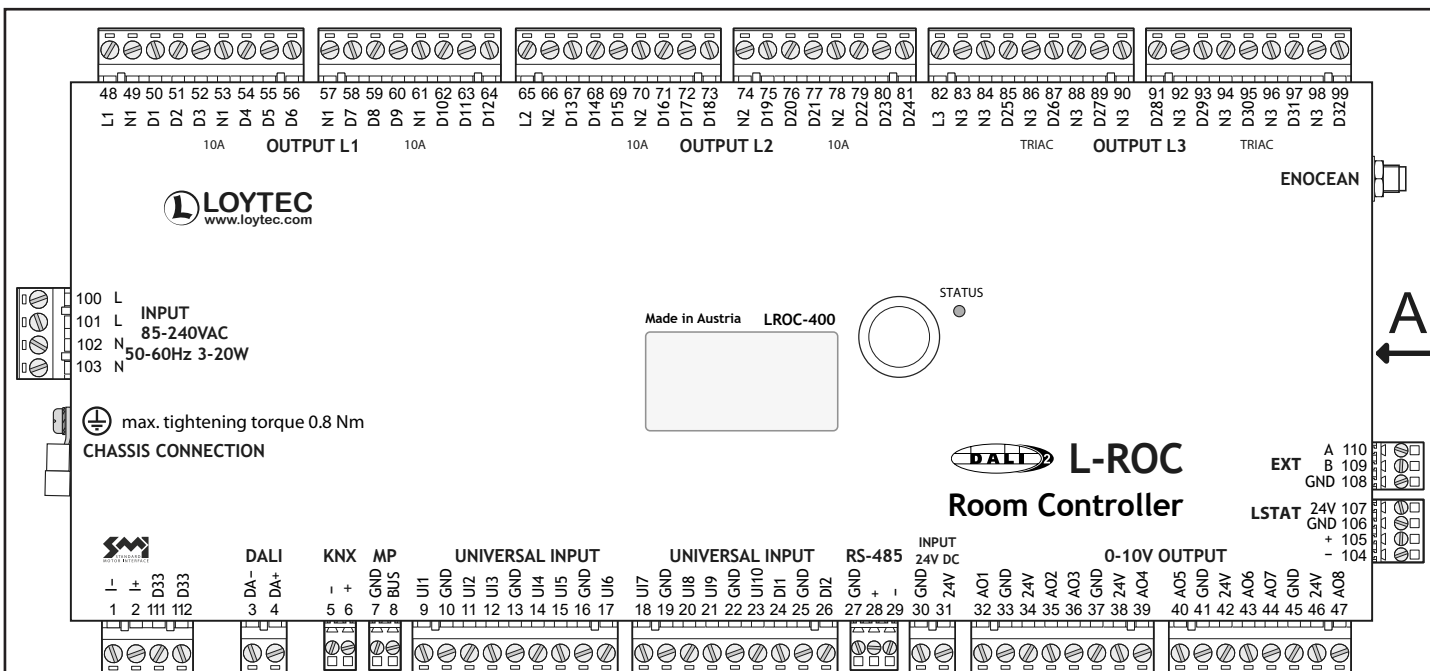 48 49 50 51 52 53 54 55 56 57 58 59 60 61 62 63 64 65 66 67 68 69 70 71 72 73 74 75 76 77 78 79 80 81 82 83 84 85 86 87 88 89 90 91 92 93 94 95 96 97 98 99
L1 N1 D1 D2 D3 N1 D4 D5 D6 N1 D7 D8 D9 N1 D10 D11 D12 L2 N2 D13 D14 D15 N2 D16 D17 D18 N2 D19 D20 D21 N2 D22 D23 D24 L3 N3 N3 D25 N3 D26 N3 D27 N3 D28 N3 D29 N3 D30 N3 D31 N3 D32
10A OUTPUT L1 10A 10A OUTPUT L2 10A TRIAC OUTPUT L3 TRIAC
ENOCEAN
L LOYTEC
www.loytec.com
100 L
101 L
102 N
103 N
INPUT
85-240VAC
50-60Hz 3-20W
Made in Austria LROC-400
STATUS
A
max. tightening torque 0.8 Nm
CHASSIS CONNECTION
DALI 2 L-ROC
Room Controller
EXT
A 110
B 109
GND 108
LSTAT
24V 107
GND 106
+ 105
- 104
SMI
STANDARD
MOTOR INTERFACE
DALI KNX MP UNIVERSAL INPUT UNIVERSAL INPUT RS-485 INPUT 24V DC 0-10V OUTPUT
I- I+ D33 D33 DA- DA+ - + GND BUS UI1 GND UI2 UI3 GND UI4 UI5 GND UI6 UI7 GND UI8 UI9 GND UI10 DI1 GND DI2 GND + - GND 24V AO1 GND 24V AO2 AO3 GND 24V AO4 AO5 GND 24V AO6 AO7 GND 24V AO8
1 2 111 112 3 4 5 6 7 8 9 10 11 12 13 14 15 16 17 18 19 20 21 22 23 24 25 26 27 28 29 30 31 32 33 34 35 36 37 38 39 40 41 42 43 44 45 46 47